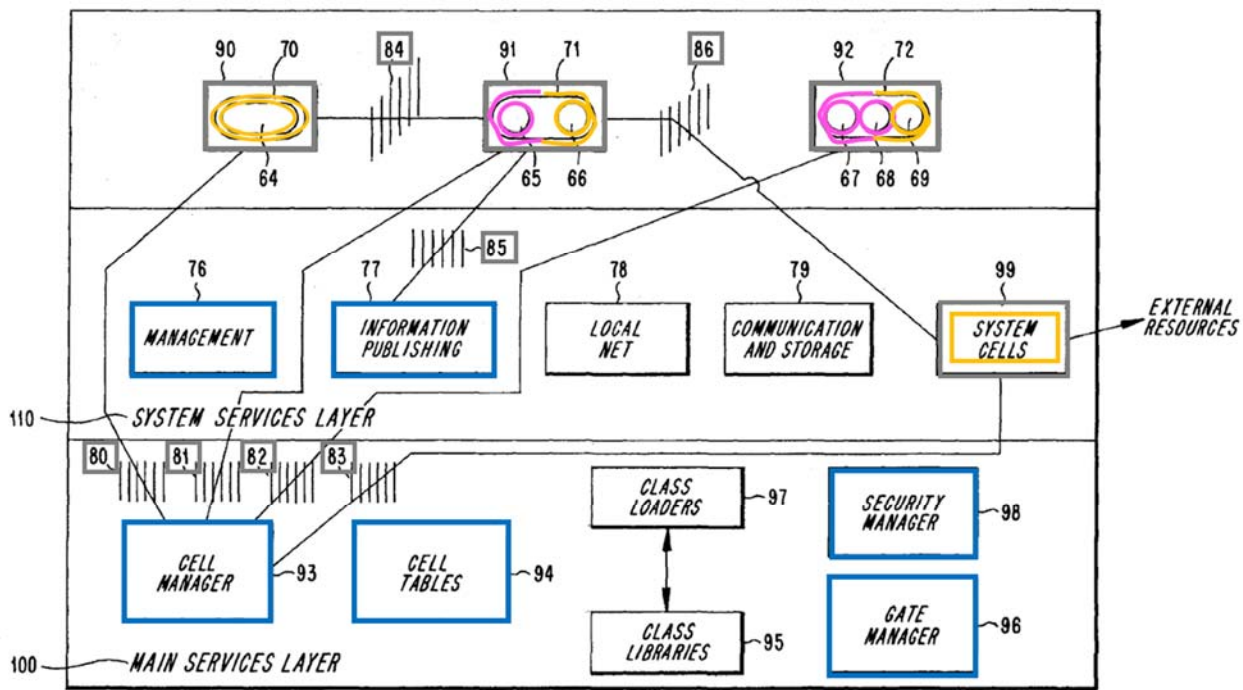 90 70 84 91 71 86 92 72
64 65 66 67 68 69
85
76 77 78 79 99
MANAGEMENT
INFORMATION
PUBLISHING
LOCAL
NET
COMMUNICATION
AND STORAGE
SYSTEM
CELLS
EXTERNAL
RESOURCES
110 SYSTEM SERVICES LAYER
80 81 82 83
CLASS
LOADERS
97
SECURITY
MANAGER
98
CELL
MANAGER
93
CELL
TABLES
94
CLASS
LIBRARIES
95
GATE
MANAGER
96
100 MAIN SERVICES LAYER